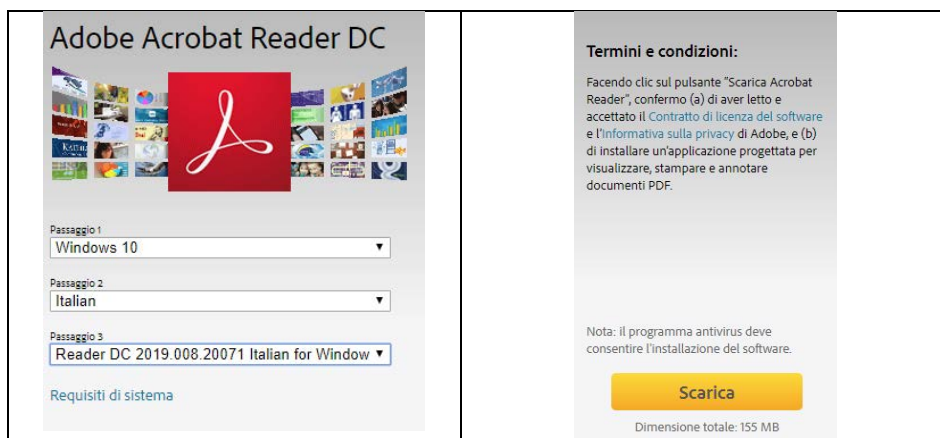 Adobe Acrobat Reader DC
Passaggio 1
Windows 10
Passaggio 2
Italian
Passaggio 3
Reader DC 2019.008.20071 Italian for Window
Requisiti di sistema
Termini e condizioni:
Facendo clic sul pulsante "Scarica Acrobat
Reader", confermo (a) di aver letto e
accettato il Contratto di licenza del software
e l'Informativa sulla privacy di Adobe, e (b)
di installare un'applicazione progettata per
visualizzare, stampare e annotare
documenti PDF.
Nota: il programma antivirus deve
consentire l'installazione del software.
Scarica
Dimensione totale: 155 MB